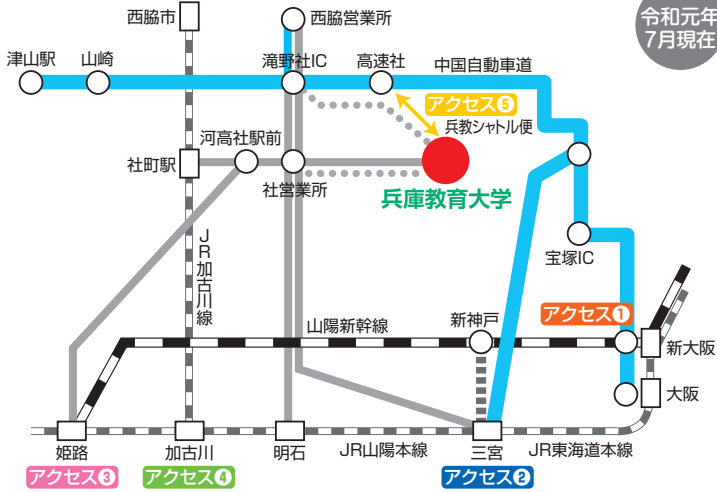 令和元年
7月現在
西脇市
西脇営業所
津山駅
山崎
滝野社IC
高速社
中国自動車道
アクセス❺
兵教シャトル便
河高社駅前
社町駅
社営業所
兵庫教育大学
JR加古川線
宝塚IC
アクセス❶
山陽新幹線
新神戸
新大阪
大阪
姫路
加古川
明石
JR山陽本線
三宮
JR東海道本線
アクセス❸
アクセス❹
アクセス❷